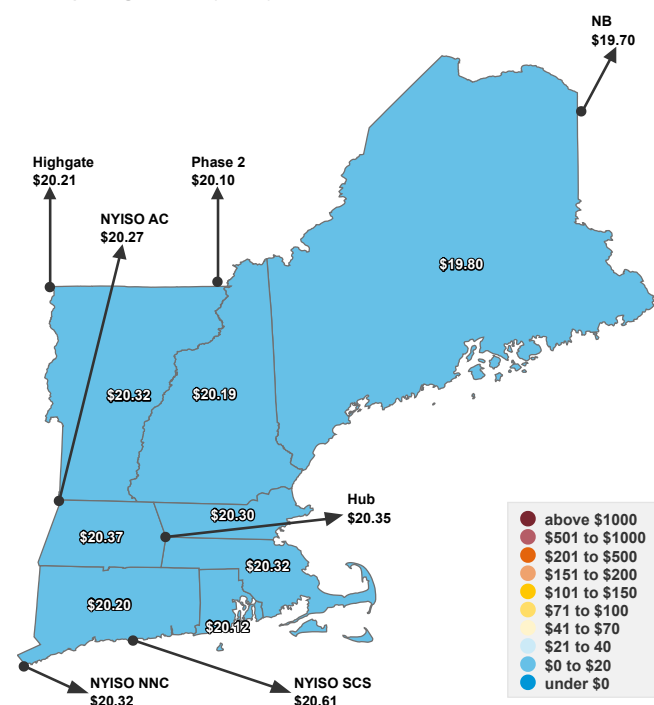 NB
$19.70
Highgate
$20.21
Phase 2
$20.10
NYISO AC
$20.27
$19.80
$20.32
$20.19
Hub
$20.35
$20.30
$20.37
$20.32
$20.20
$20.12
NYISO NNC
$20.32
NYISO SCS
$20.61
above $1000
$501 to $1000
$201 to $500
$151 to $200
$101 to $150
$71 to $100
$41 to $70
$21 to 40
$0 to $20
under $0